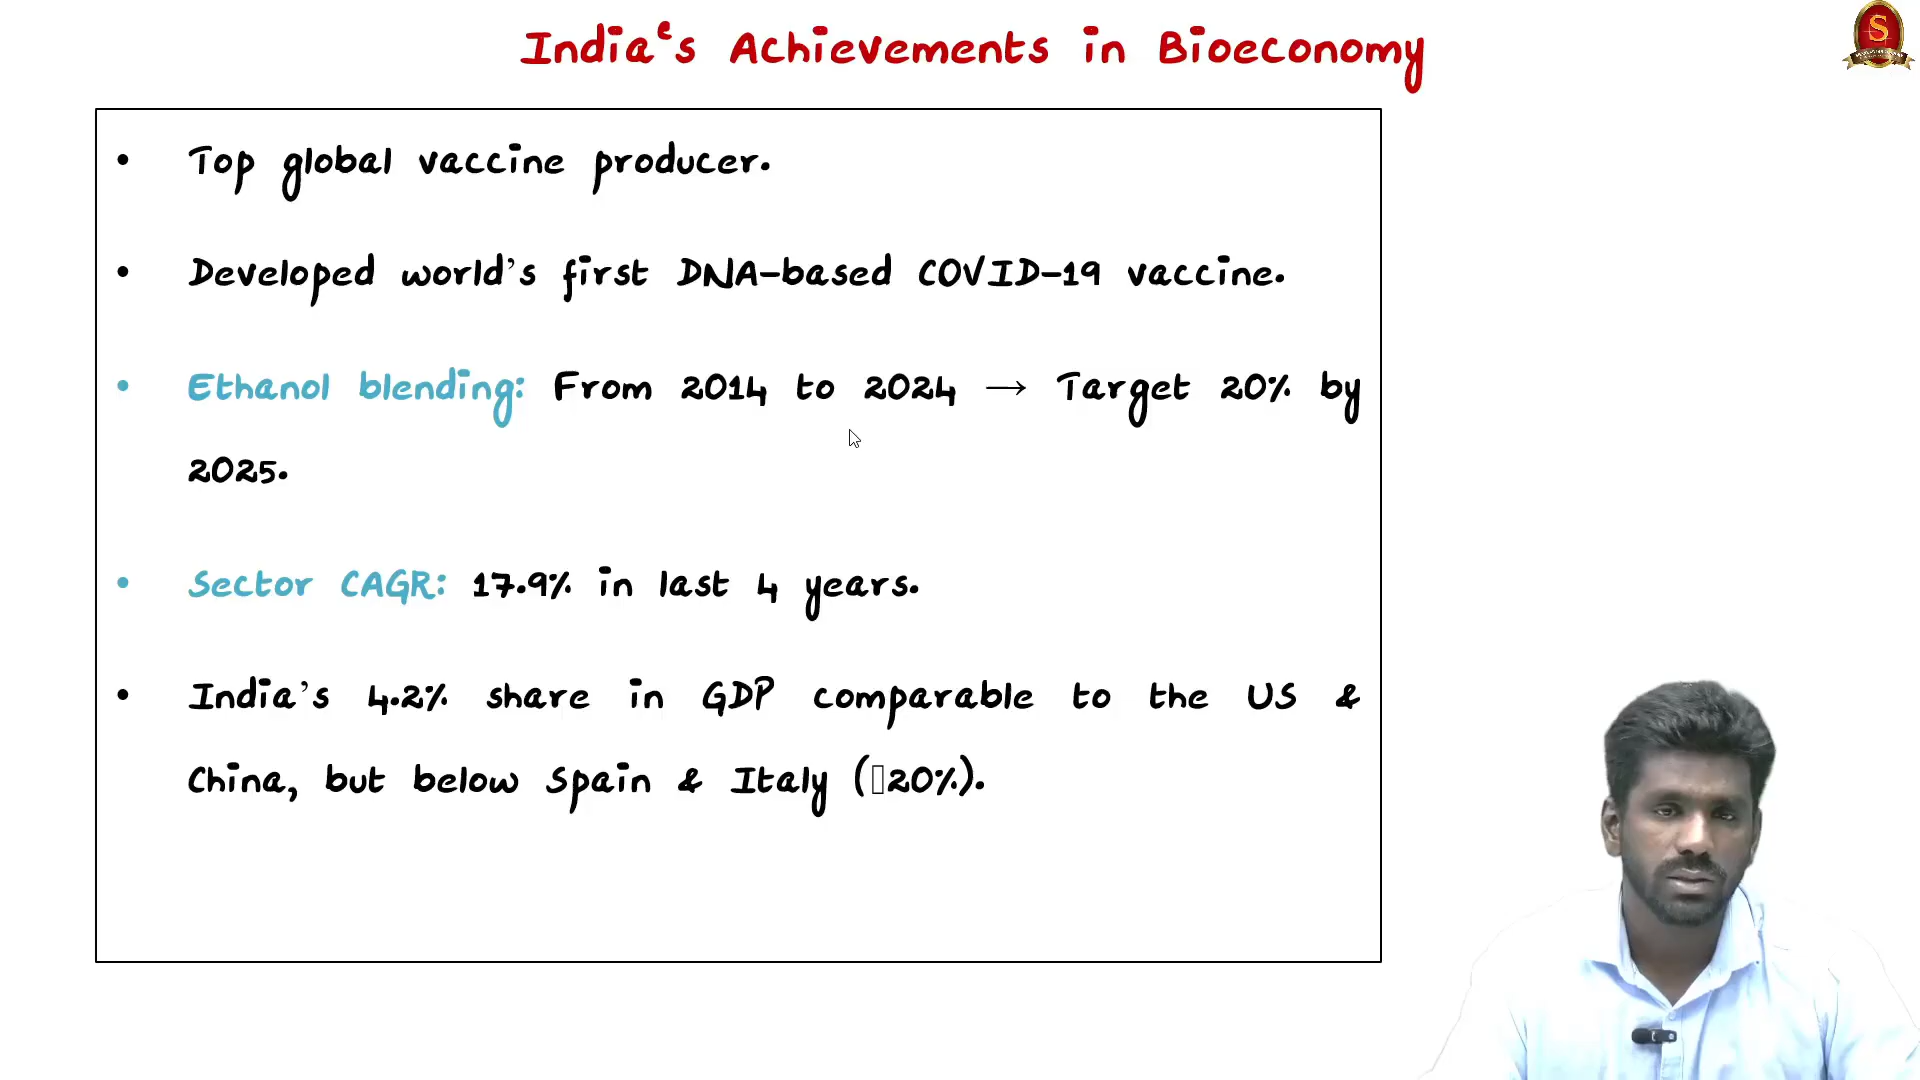 India‘s Achievements in Bioeconomy
• Top global vaccine producer.
• Developed world’s first DNA-based COVID-19 vaccine.
• Ethanol blending: From 2014 to 2024 → Target 20% by
2025.
• Sector CAGR: 17.9% in last 4 years.
• India’s 4.2% share in GDP comparable to the US &
China, but below Spain & Italy (▯20%).
S